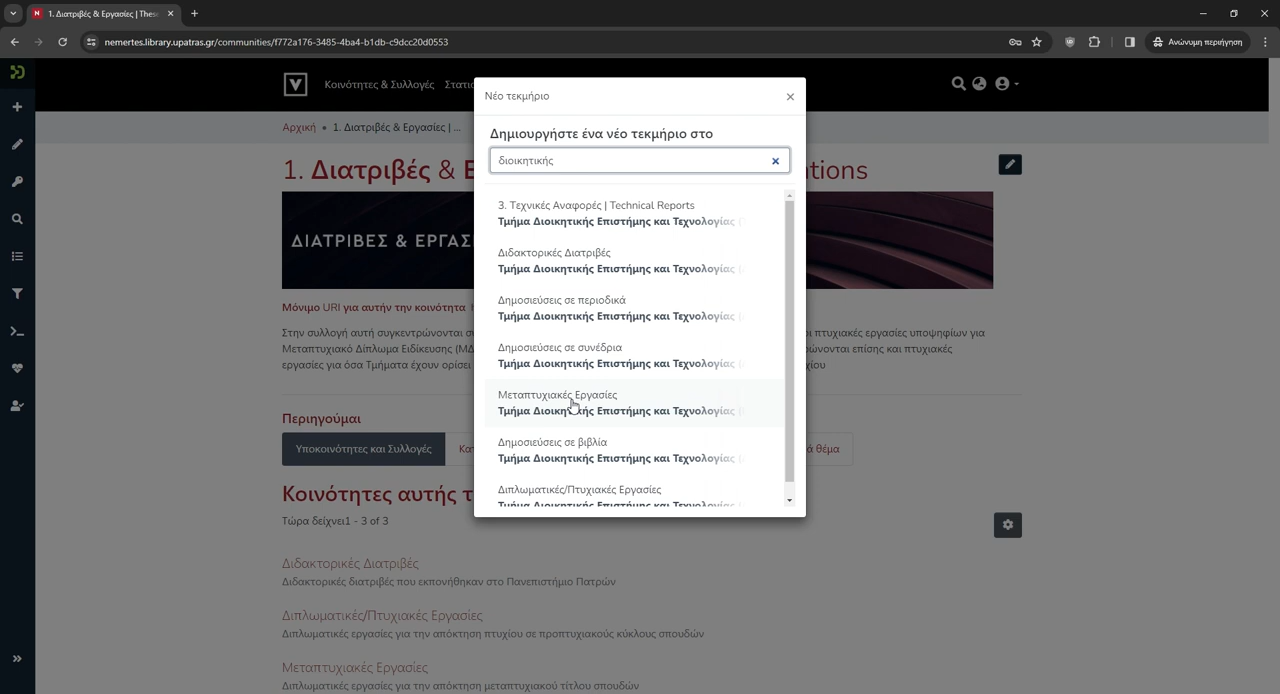 1. Διατριβές & Εργασίες | Thes
nemertes.library.upatras.gr/communities/f772a176-3485-4ba4-b1db-c9dcc20d0553
Ανώνυμη περιήγηση
Κοινότητες & Συλλογές
Αρχική • 1. Διατριβές & Εργασίες | ...
1. Διατριβές &
ΔΙΑΤΡΙΒΕΣ & ΕΡΓΑΣ
Μόνιμο URI για αυτήν την κοινότητα
Στην συλλογή αυτή συγκεντρώνονται
πτυχιακές εργασίες υποψηφίων για
Μεταπτυχιακό Δίπλωμα Ειδίκευσης
επίσης και πτυχιακές
εργασίες για όσα Τμήματα έχουν ορίσει
Περιηγούμαι
Υποκοινότητες και Συλλογές
θέμα
Κοινότητες αυτής
Τώρα δείχνει1 - 3 of 3
Διδακτορικές Διατριβές
Διδακτορικές διατριβές που εκπονήθηκαν στο Πανεπιστήμιο Πατρών
Διπλωματικές/Πτυχιακές Εργασίες
Διπλωματικές εργασίες για την απόκτηση πτυχίου σε προπτυχιακούς κύκλους σπουδών
Μεταπτυχιακές Εργασίες
Διπλωματικές εργασίες για την απόκτηση μεταπτυχιακού τίτλου σπουδών
Νέο τεκμήριο
Δημιουργήστε ένα νέο τεκμήριο στο
διοικητικής
3. Τεχνικές Αναφορές | Technical Reports
Τμήμα Διοικητικής Επιστήμης και Τεχνολογίας
Διδακτορικές Διατριβές
Τμήμα Διοικητικής Επιστήμης και Τεχνολογίας
Δημοσιεύσεις σε περιοδικά
Τμήμα Διοικητικής Επιστήμης και Τεχνολογίας
Δημοσιεύσεις σε συνέδρια
Τμήμα Διοικητικής Επιστήμης και Τεχνολογίας
Μεταπτυχιακές Εργασίες
Τμήμα Διοικητικής Επιστήμης και Τεχνολογίας
Δημοσιεύσεις σε βιβλία
Τμήμα Διοικητικής Επιστήμης και Τεχνολογίας
Διπλωματικές/Πτυχιακές Εργασίες
Τμήμα Διοικητικής Επιστήμης και Τεχνολογίας